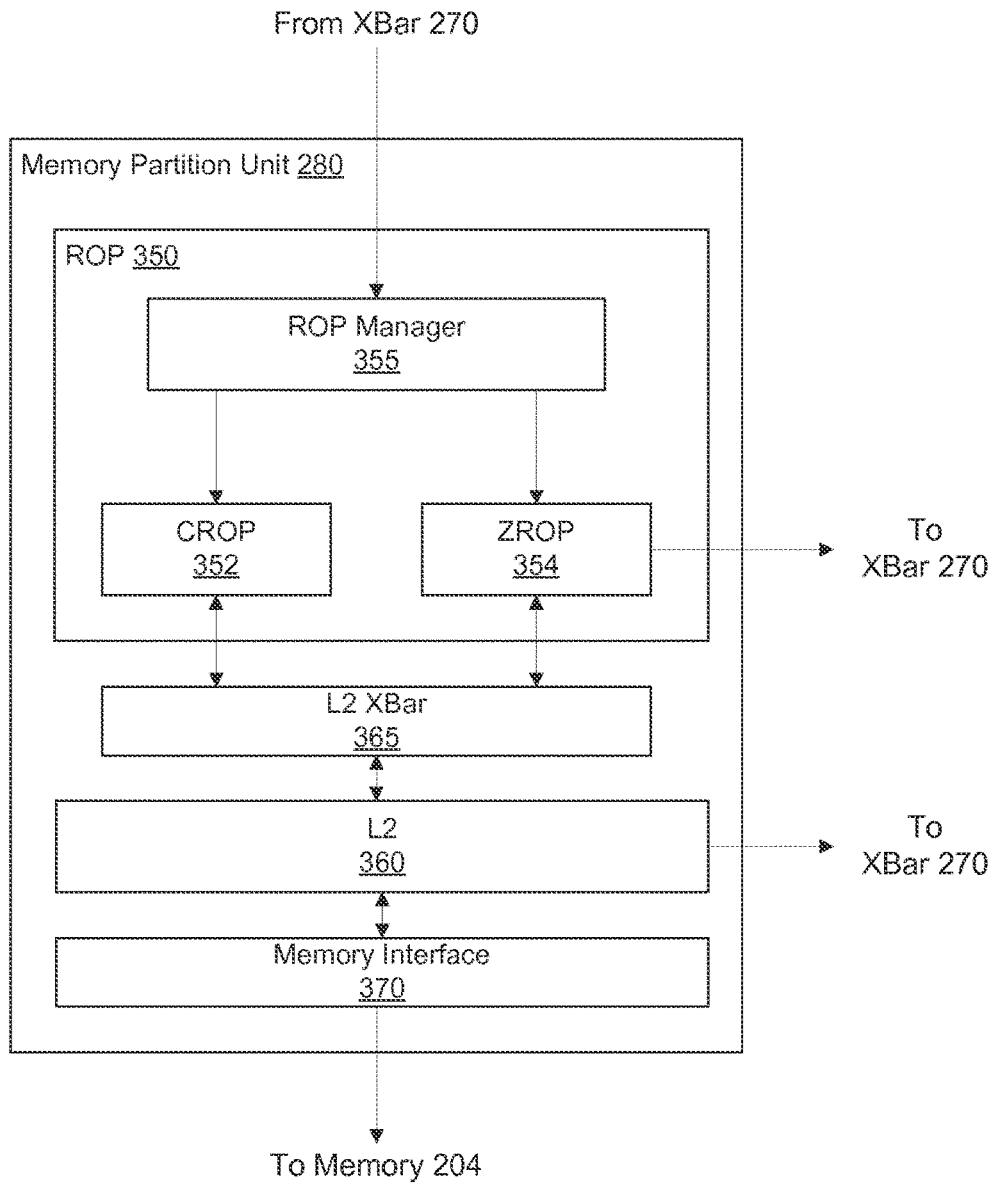 From XBar 270
Memory Partition Unit 280
ROP 350
ROP Manager
355
CROP
352
ZROP
354
To
XBar 270
L2 XBar
365
L2
360
To
XBar 270
Memory Interface
370
To Memory 204